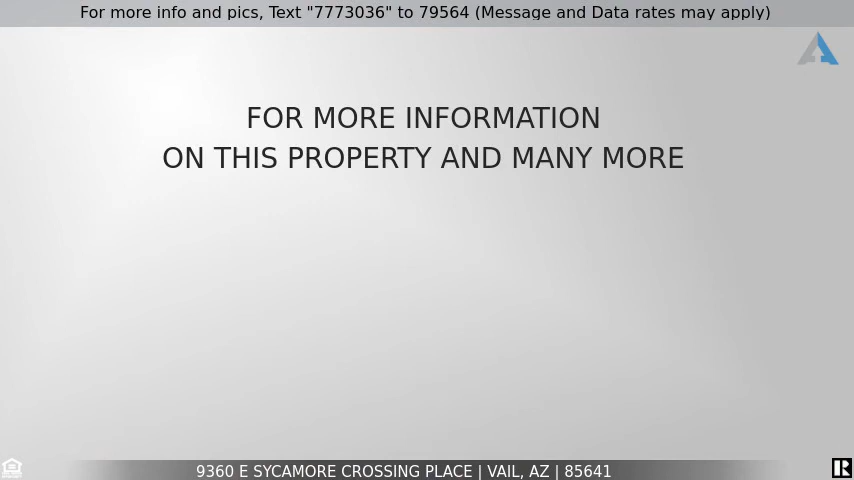 For more info and pics, Text "7773036" to 79564 (Message and Data rates may apply)
FOR MORE INFORMATION
ON THIS PROPERTY AND MANY MORE
9360 E SYCAMORE CROSSING PLACE | VAIL, AZ | 85641